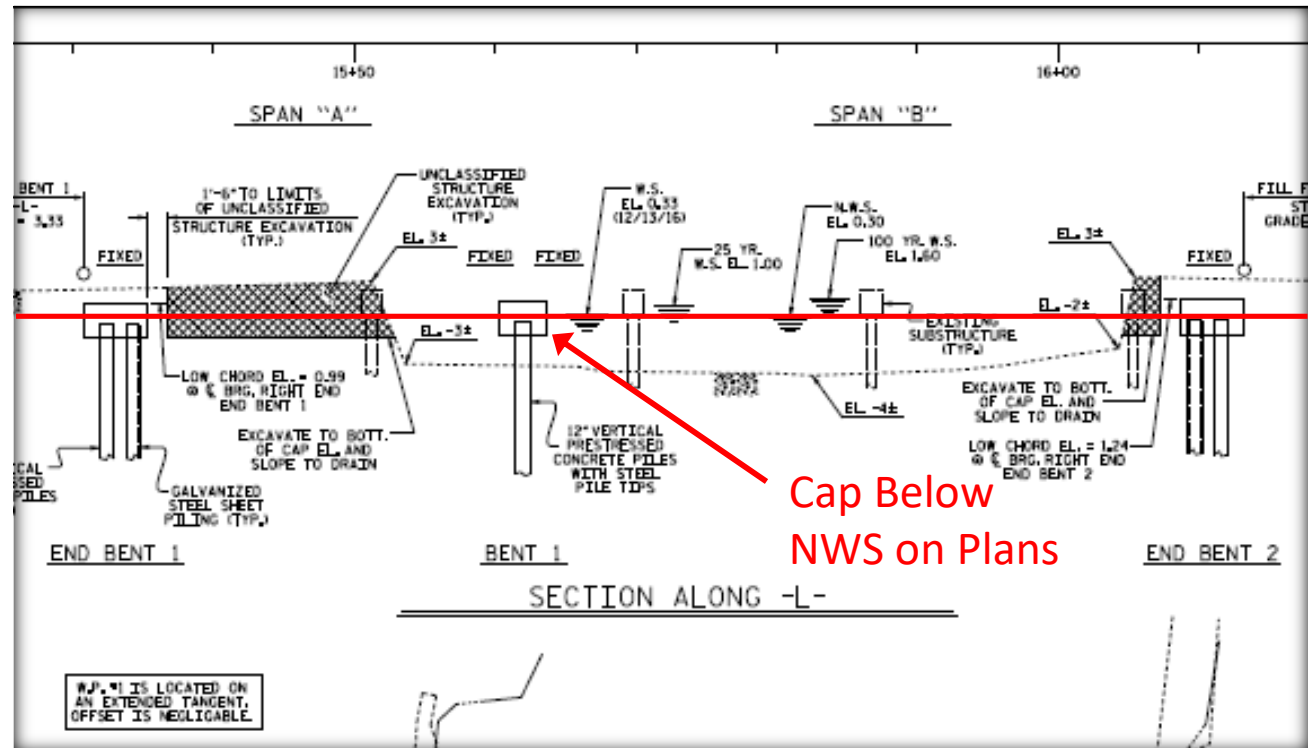 15+50
16+00
SPAN "A"
SPAN "B"
BENT 1
-L-
= 3.33
1'-6" TO LIMITS
OF UNCLASSIFIED
STRUCTURE EXCAVATION
(TYP.)
UNCLASSIFIED
STRUCTURE
EXCAVATION
(TYP.)
W.S.
EL. 0.33
(12/13/16)
N.W.S.
EL. 0.30
FILL F
ST
GRADE
EL. 3±
EL. 3±
25 YR.
W.S. EL. 1.00
100 YR. W.S.
EL. 1.60
FIXED
FIXED
FIXED
FIXED
EL. -3±
EL. -2±
EXISTING
SUBSTRUCTURE
(TYP.)
LOW CHORD EL. = 0.99
@ ℄ BRG. RIGHT END
END BENT 1
EL. -4±
EXCAVATE TO BOTT.
OF CAP EL. AND
SLOPE TO DRAIN
EXCAVATE TO BOTT.
OF CAP EL. AND
SLOPE TO DRAIN
12" VERTICAL
PRESTRESSED
CONCRETE PILES
WITH STEEL
PILE TIPS
LOW CHORD EL. = 1.24
@ ℄ BRG. RIGHT END
END BENT 2
ICAL
SSED
PILES
GALVANIZED
STEEL SHEET
PILING (TYP.)
Cap Below
NWS on Plans
END BENT 1
BENT 1
END BENT 2
SECTION ALONG -L-
W.P. #1 IS LOCATED ON
AN EXTENDED TANGENT.
OFFSET IS NEGLIGABLE.